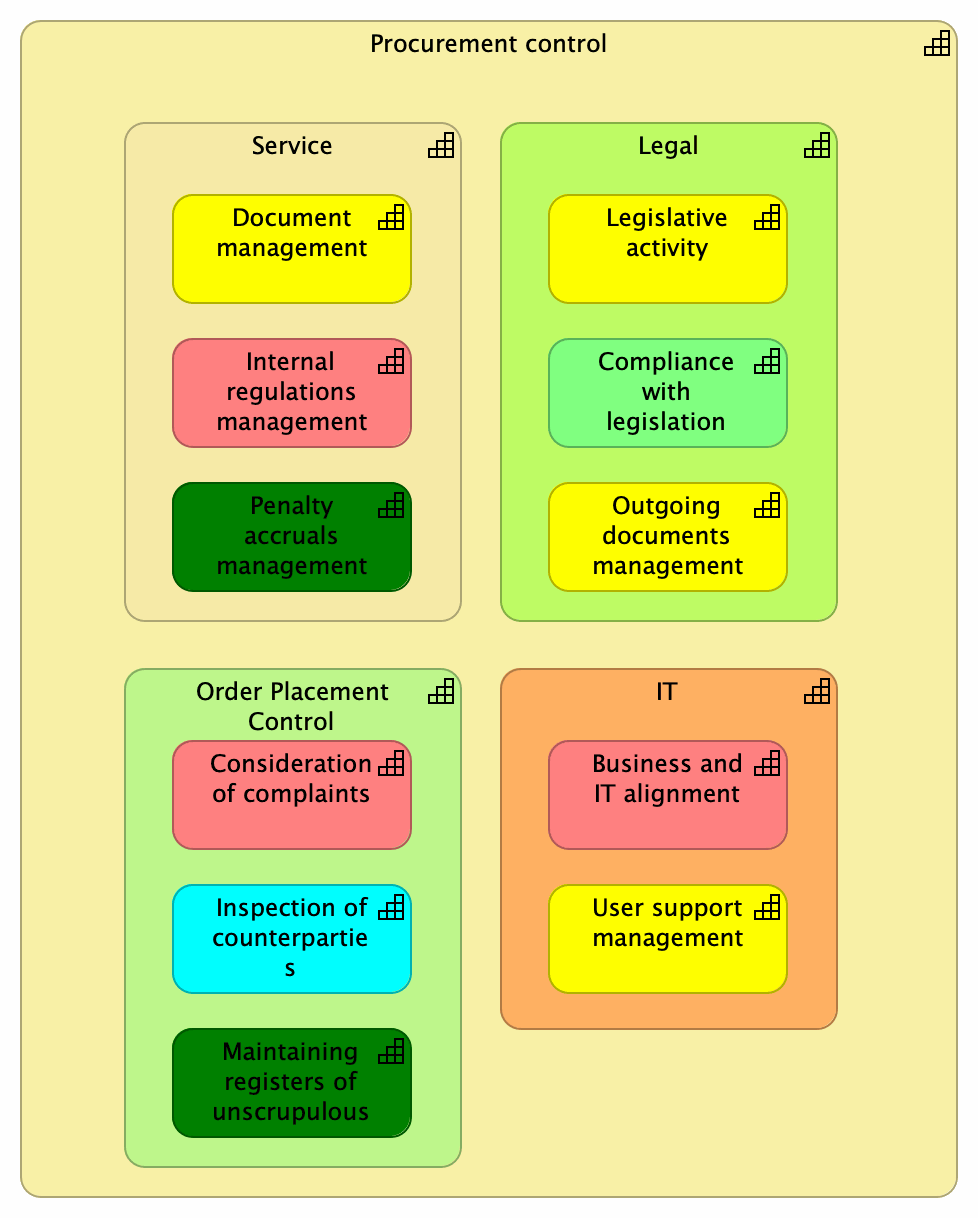 Procurement control
Service
Document
management
Internal
regulations
management
Penalty
accruals
management
Legal
Legislative
activity
Compliance
with
legislation
Outgoing
documents
management
Order Placement
Control
Consideration
of complaints
Inspection of
counterpartie
s
Maintaining
registers of
unscrupulous
IT
Business and
IT alignment
User support
management